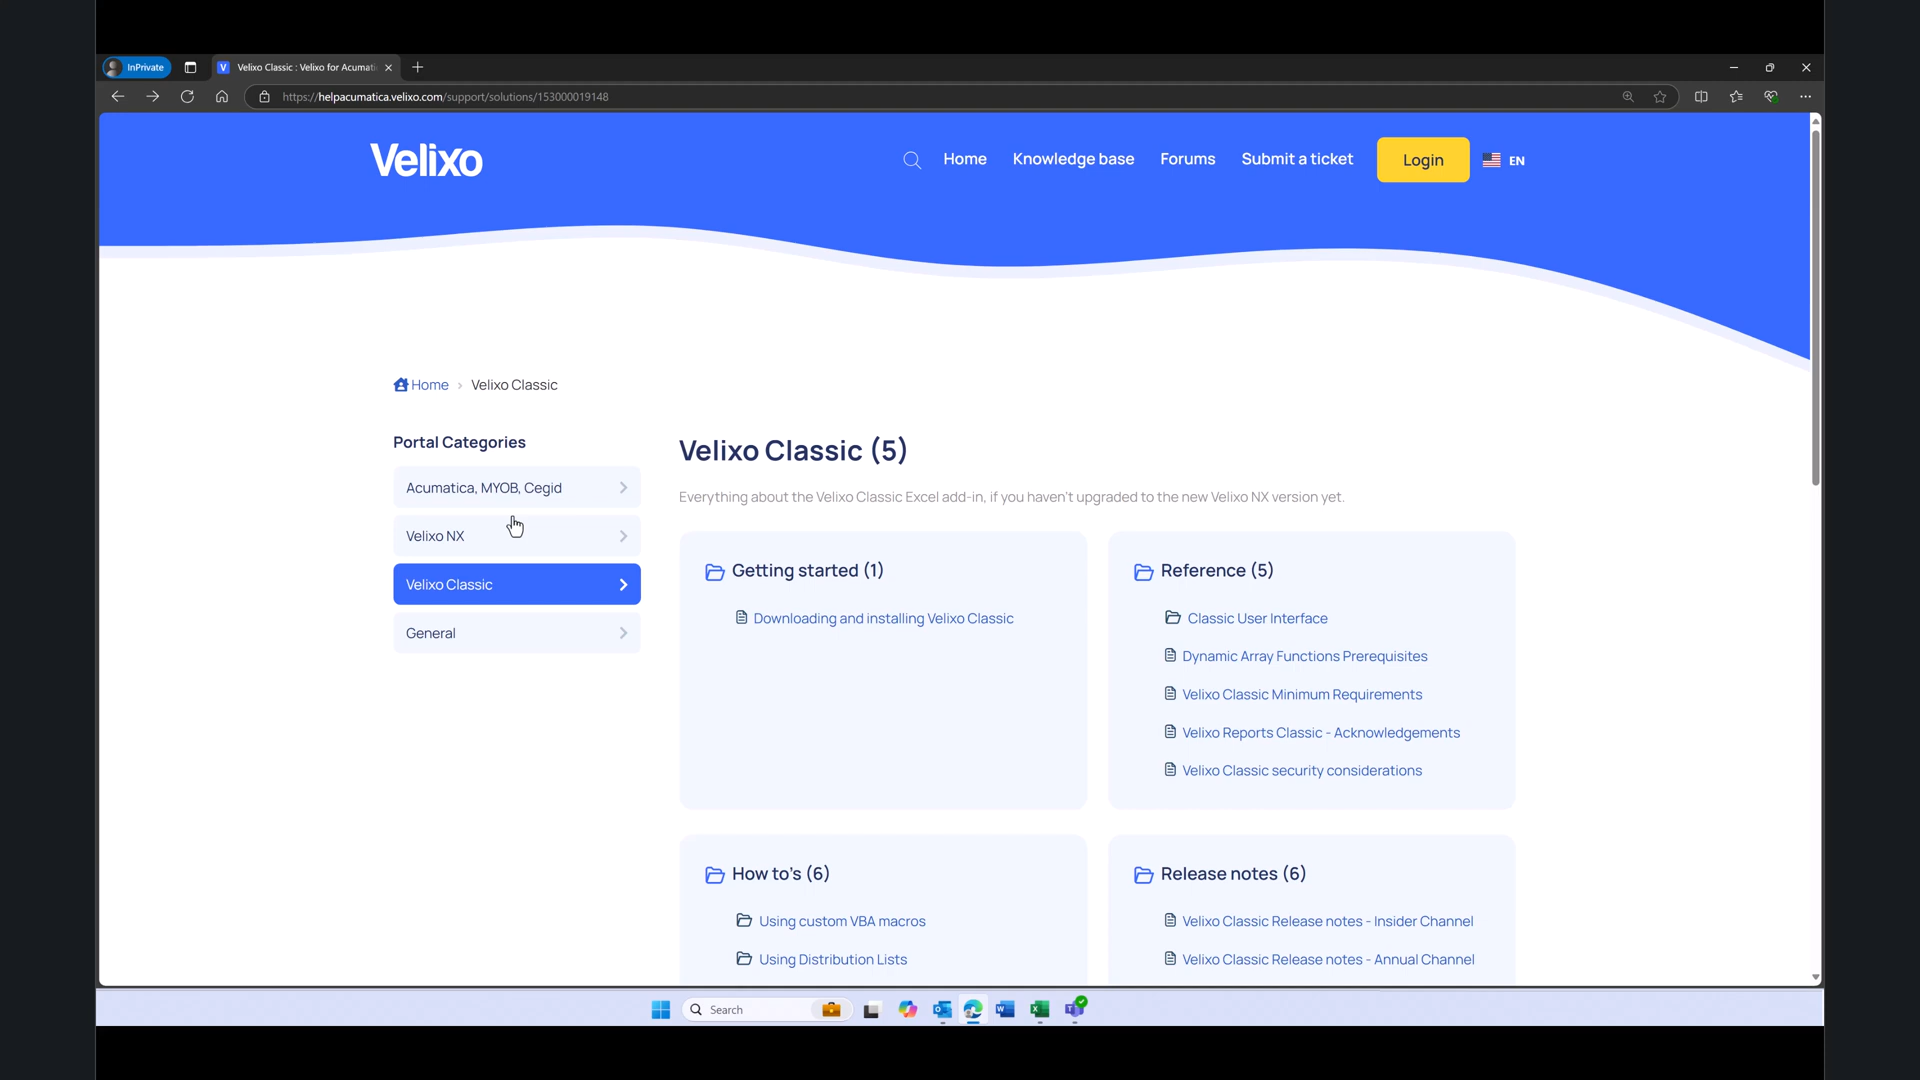 InPrivate
Velixo Classic : Velixo for Acumati
https://helpacumatica.velixo.com/support/solutions/153000019148
Velixo
Home
Knowledge base
Forums
Submit a ticket
Login
EN
Home › Velixo Classic
Portal Categories
Acumatica, MYOB, Cegid
Velixo NX
Velixo Classic
General
Velixo Classic (5)
Everything about the Velixo Classic Excel add-in, if you haven't upgraded to the new Velixo NX version yet.
Getting started (1)
Downloading and installing Velixo Classic
Reference (5)
Classic User Interface
Dynamic Array Functions Prerequisites
Velixo Classic Minimum Requirements
Velixo Reports Classic - Acknowledgements
Velixo Classic security considerations
How to's (6)
Using custom VBA macros
Using Distribution Lists
Release notes (6)
Velixo Classic Release notes - Insider Channel
Velixo Classic Release notes - Annual Channel
Search